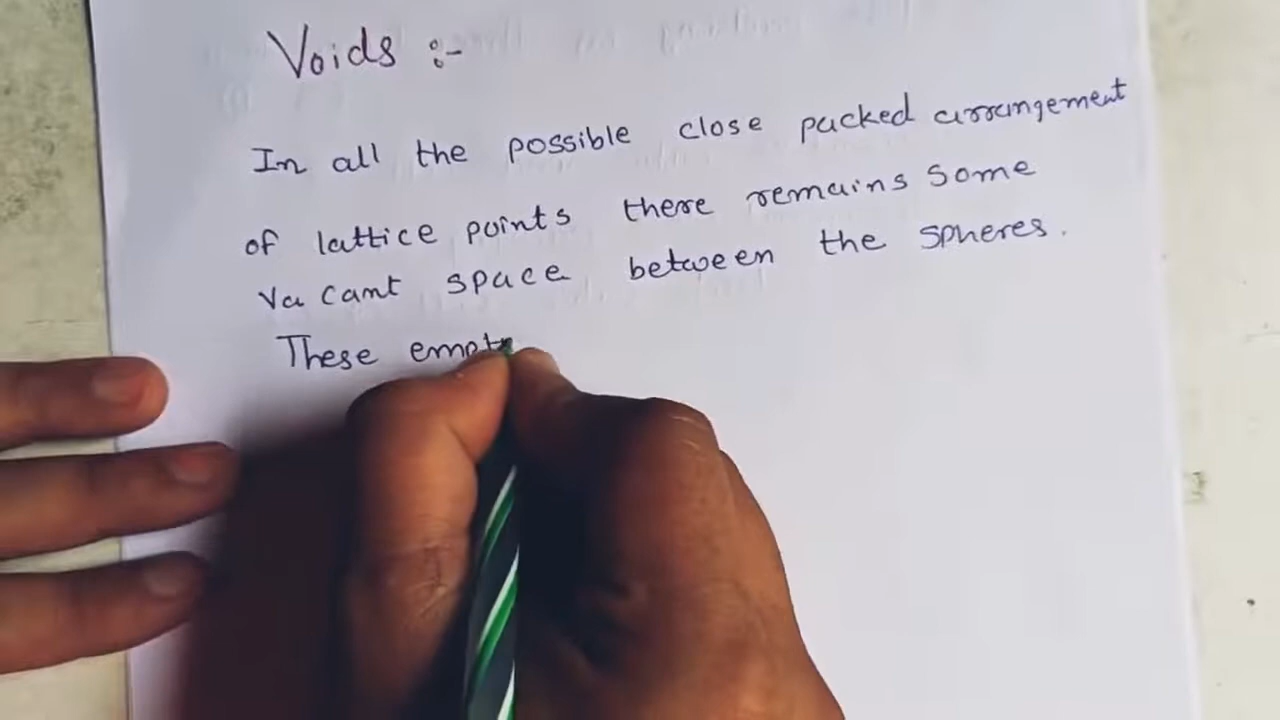 Voids :-
In all the possible close packed arrangement
of lattice points there remains some
Vacant space between the spheres.
These empt